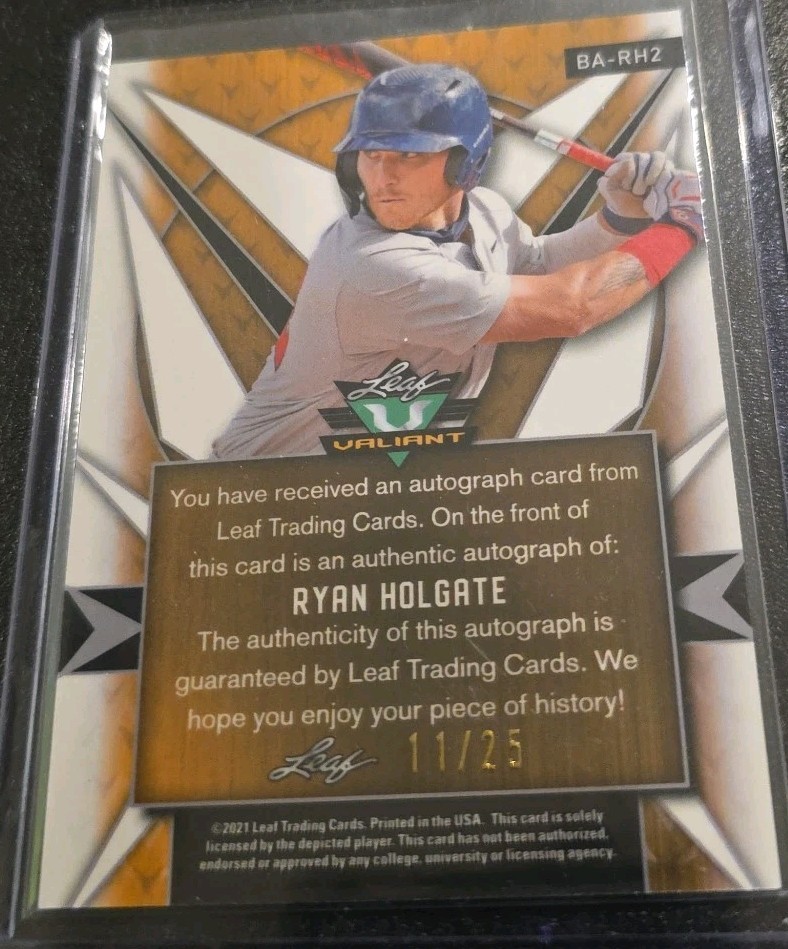 BA-RH2
Leaf
VALIANT
You have received an autograph card from
Leaf Trading Cards. On the front of
this card is an authentic autograph of:
RYAN HOLGATE
The authenticity of this autograph is
guaranteed by Leaf Trading Cards. We
hope you enjoy your piece of history!
Leaf 11/25
©2021 Leaf Trading Cards. Printed in the USA. This card is solely
licensed by the depicted player. This card has not been authorized,
endorsed or approved by any college, university or licensing agency.